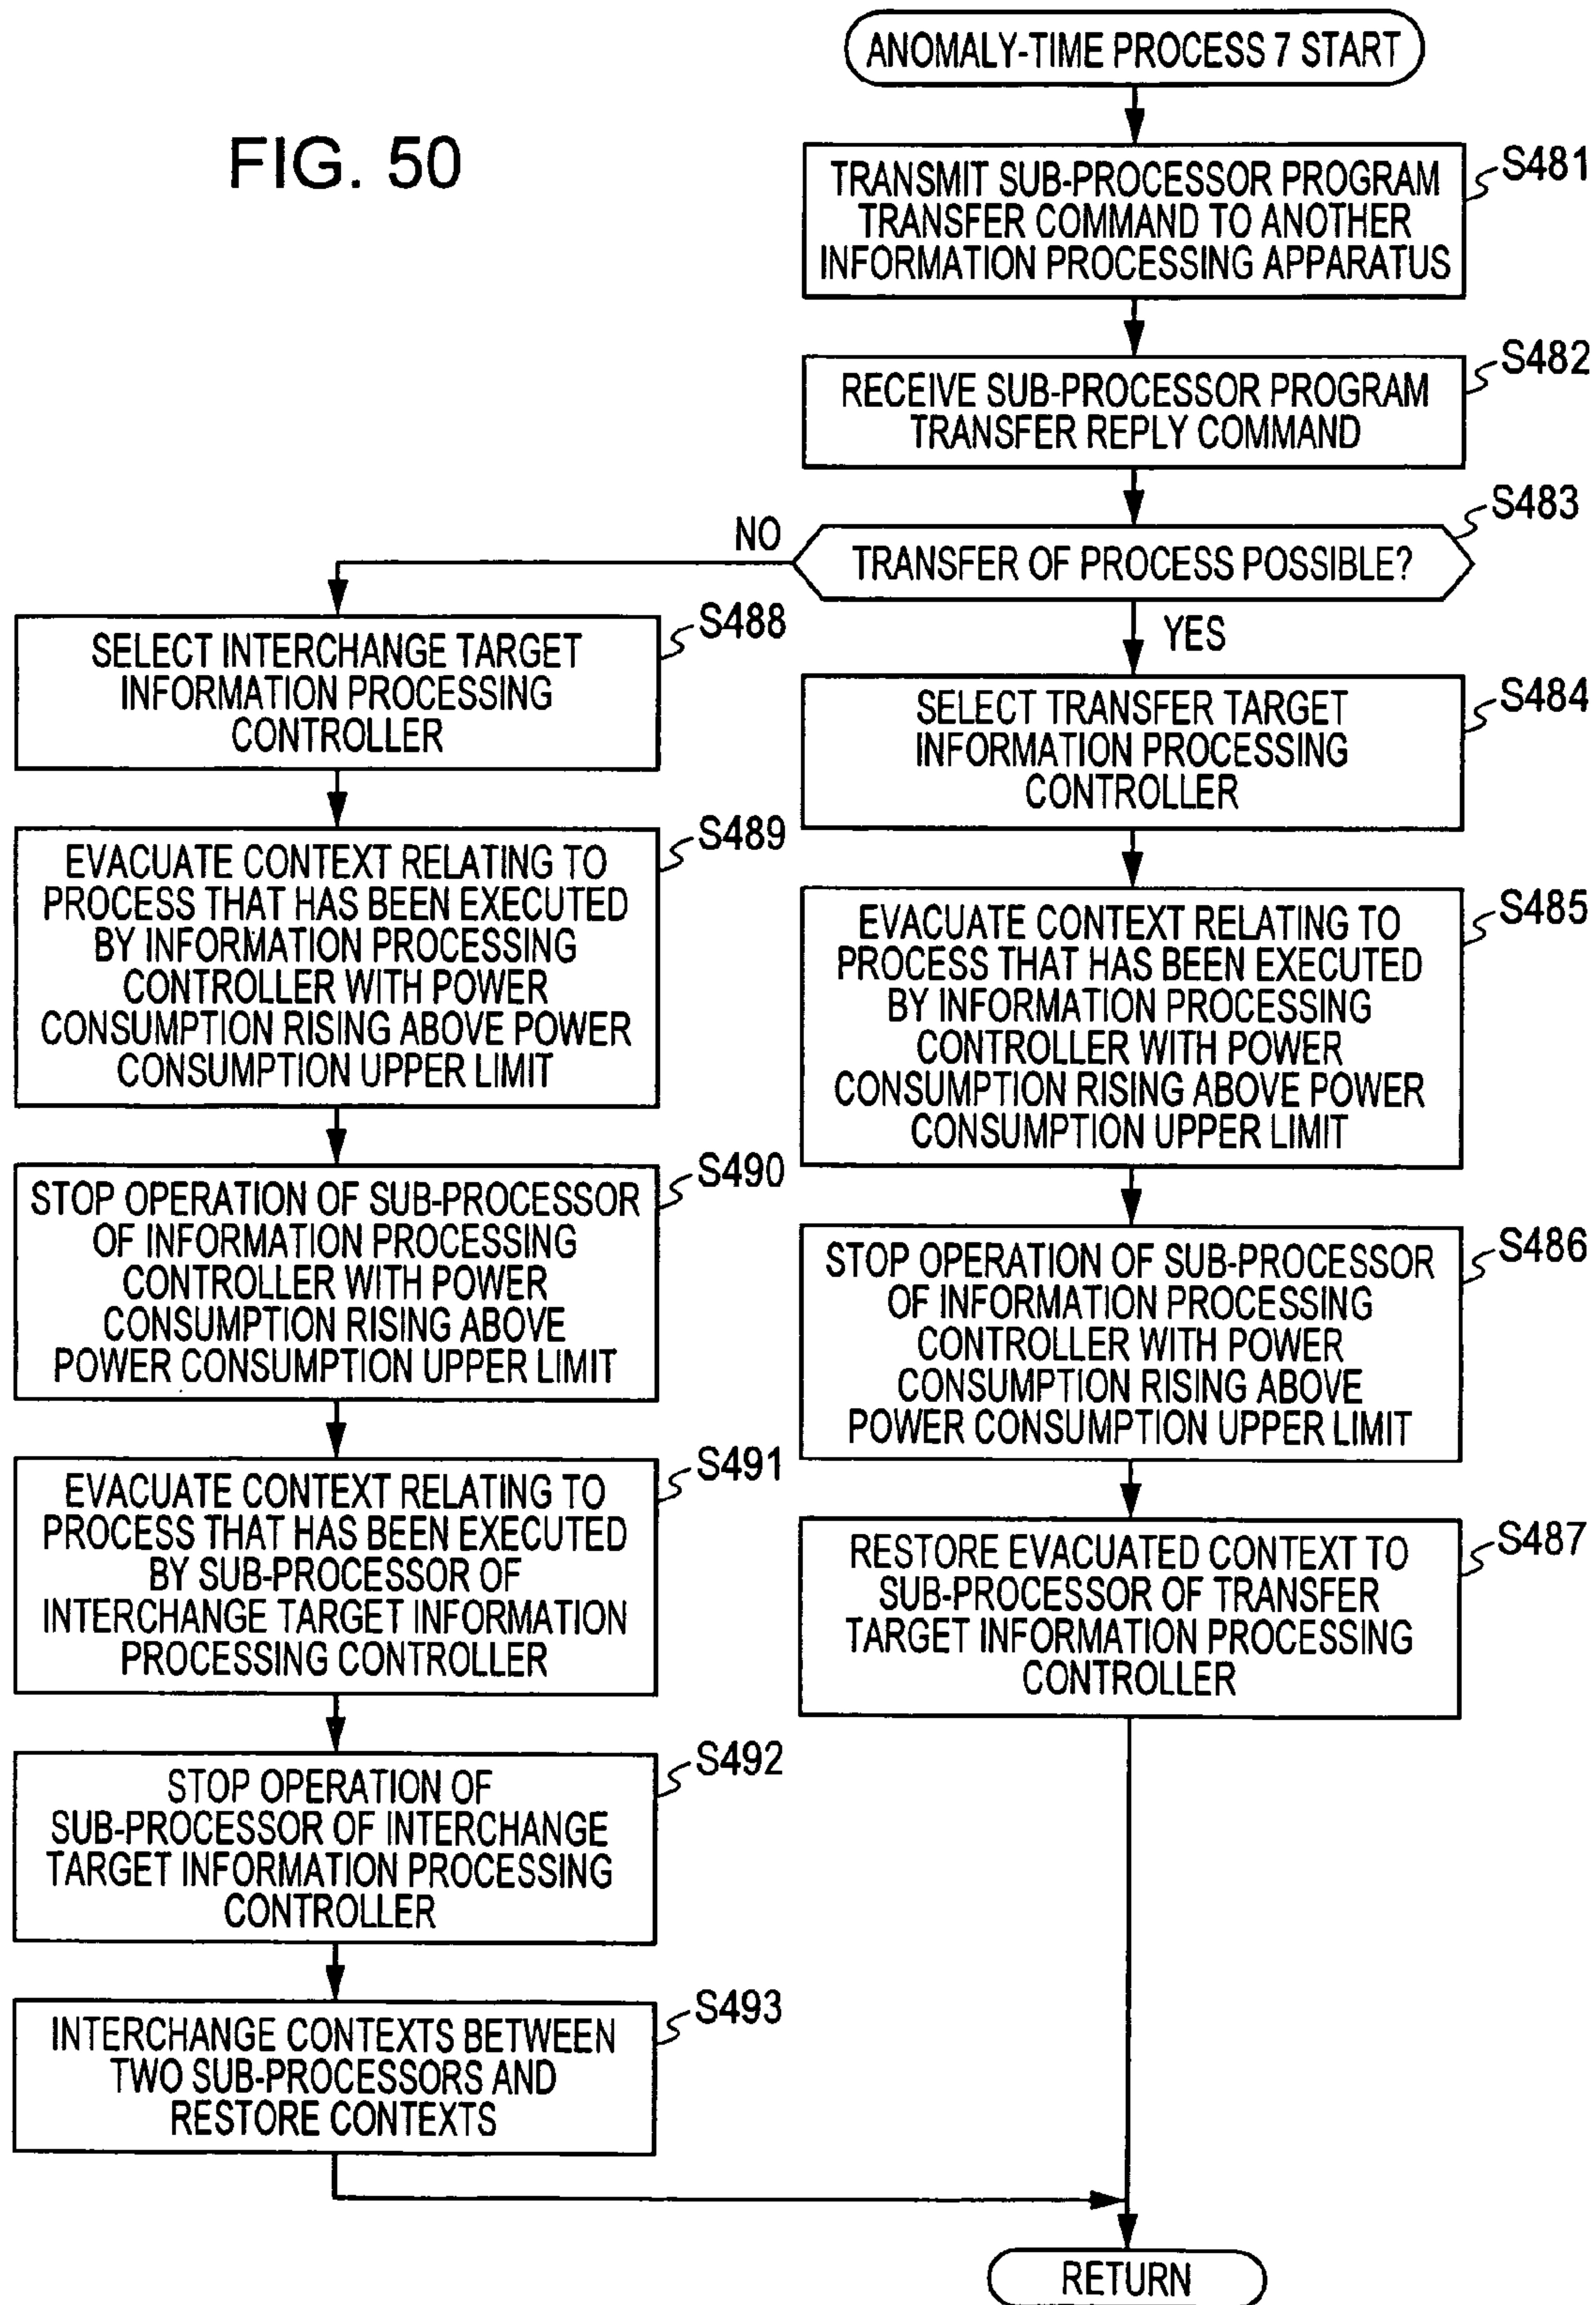 FIG. 50
ANOMALY-TIME PROCESS 7 START
TRANSMIT SUB-PROCESSOR PROGRAM
TRANSFER COMMAND TO ANOTHER
INFORMATION PROCESSING APPARATUS
S481
RECEIVE SUB-PROCESSOR PROGRAM
TRANSFER REPLY COMMAND
S482
TRANSFER OF PROCESS POSSIBLE?
S483
NO
YES
SELECT TRANSFER TARGET
INFORMATION PROCESSING
CONTROLLER
S484
EVACUATE CONTEXT RELATING TO
PROCESS THAT HAS BEEN EXECUTED
BY INFORMATION PROCESSING
CONTROLLER WITH POWER
CONSUMPTION RISING ABOVE POWER
CONSUMPTION UPPER LIMIT
S485
STOP OPERATION OF SUB-PROCESSOR
OF INFORMATION PROCESSING
CONTROLLER WITH POWER
CONSUMPTION RISING ABOVE
POWER CONSUMPTION UPPER LIMIT
S486
RESTORE EVACUATED CONTEXT TO
SUB-PROCESSOR OF TRANSFER
TARGET INFORMATION PROCESSING
CONTROLLER
S487
SELECT INTERCHANGE TARGET
INFORMATION PROCESSING
CONTROLLER
S488
EVACUATE CONTEXT RELATING TO
PROCESS THAT HAS BEEN EXECUTED
BY INFORMATION PROCESSING
CONTROLLER WITH POWER
CONSUMPTION RISING ABOVE POWER
CONSUMPTION UPPER LIMIT
S489
STOP OPERATION OF SUB-PROCESSOR
OF INFORMATION PROCESSING
CONTROLLER WITH POWER
CONSUMPTION RISING ABOVE
POWER CONSUMPTION UPPER LIMIT
S490
EVACUATE CONTEXT RELATING TO
PROCESS THAT HAS BEEN EXECUTED
BY SUB-PROCESSOR OF
INTERCHANGE TARGET INFORMATION
PROCESSING CONTROLLER
S491
STOP OPERATION OF
SUB-PROCESSOR OF INTERCHANGE
TARGET INFORMATION PROCESSING
CONTROLLER
S492
INTERCHANGE CONTEXTS BETWEEN
TWO SUB-PROCESSORS AND
RESTORE CONTEXTS
S493
RETURN